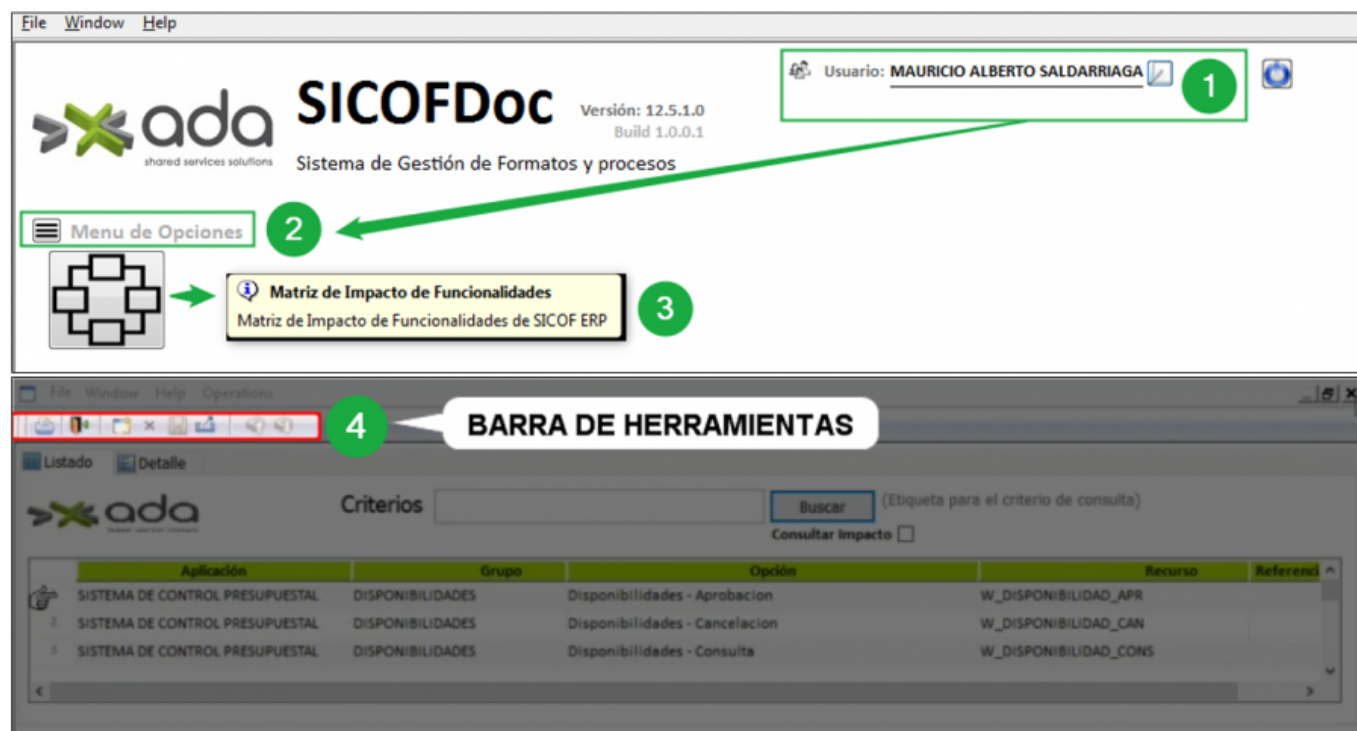 File Window Help
Usuario: MAURICIO ALBERTO SALDARRIAGA
1
ada
shared services solutions
SICOFDoc
Versión: 12.5.1.0
Build 1.0.0.1
Sistema de Gestión de Formatos y procesos
Menu de Opciones
2
Matriz de Impacto de Funcionalidades
Matriz de Impacto de Funcionalidades de SICOF ERP
3
File Window Help Operations
4
BARRA DE HERRAMIENTAS
Listado Detalle
ada
Criterios
Buscar
(Etiqueta para el criterio de consulta)
Consultar Impacto
Aplicación Grupo Opción Recurso Referenci
SISTEMA DE CONTROL PRESUPUESTAL DISPONIBILIDADES Disponibilidades - Aprobacion W_DISPONIBILIDAD_APR
2 SISTEMA DE CONTROL PRESUPUESTAL DISPONIBILIDADES Disponibilidades - Cancelacion W_DISPONIBILIDAD_CAN
3 SISTEMA DE CONTROL PRESUPUESTAL DISPONIBILIDADES Disponibilidades - Consulta W_DISPONIBILIDAD_CONS